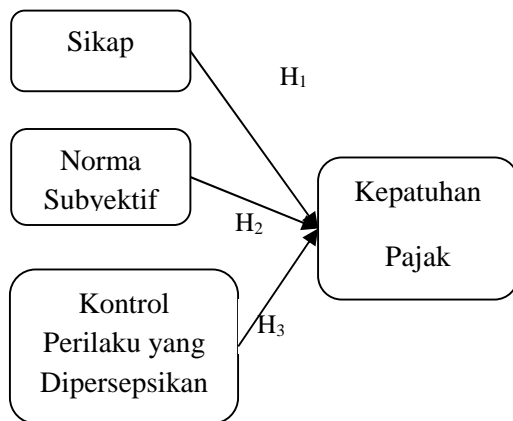 Sikap
H₁
Norma
Subyektif
H₂
Kepatuhan
Pajak
Kontrol
Perilaku yang
Dipersepsikan
H₃